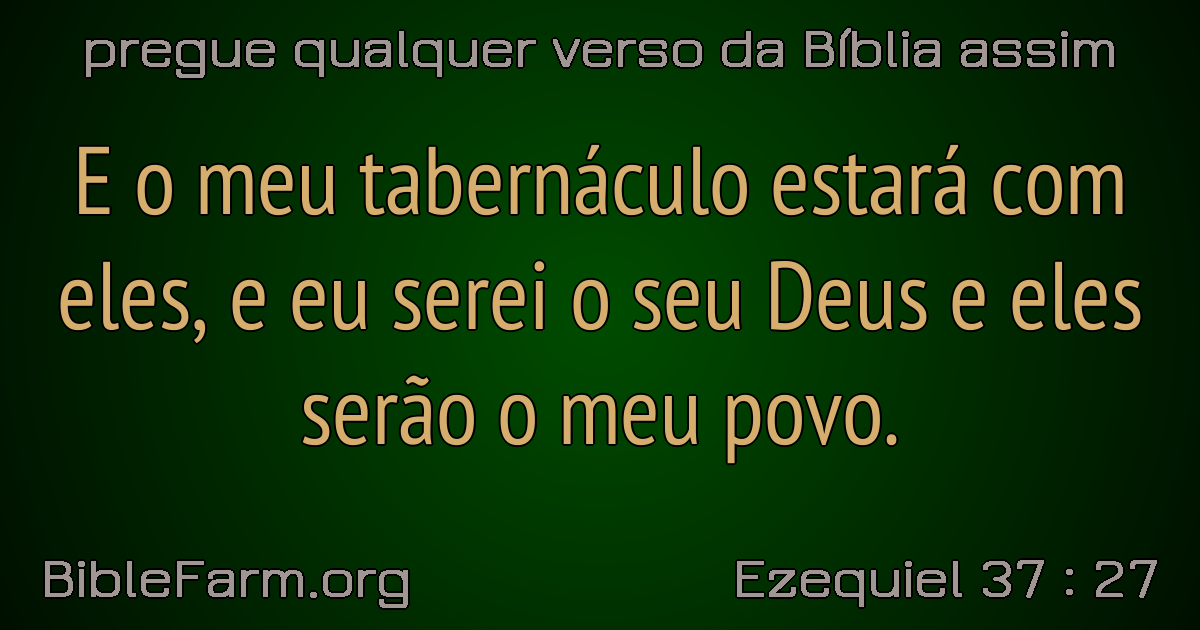 pregue qualquer verso da Bíblia assim
E o meu tabernáculo estará com
eles, e eu serei o seu Deus e eles
serão o meu povo.
BibleFarm.org
Ezequiel 37 : 27